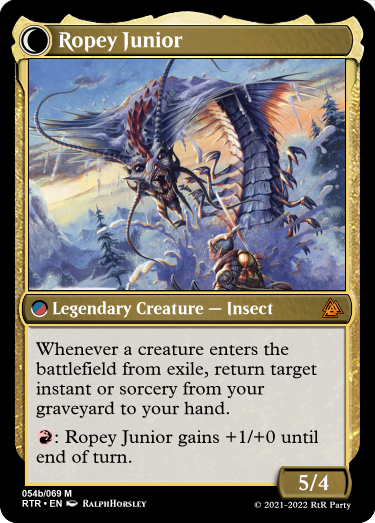 Ropey Junior
Legendary Creature — Insect
Whenever a creature enters the
battlefield from exile, return target
instant or sorcery from your
graveyard to your hand.
: Ropey Junior gains +1/+0 until
end of turn.
5/4
054b/069 M
RTR • EN RalphHorsley
© 2021-2022 RtR Party